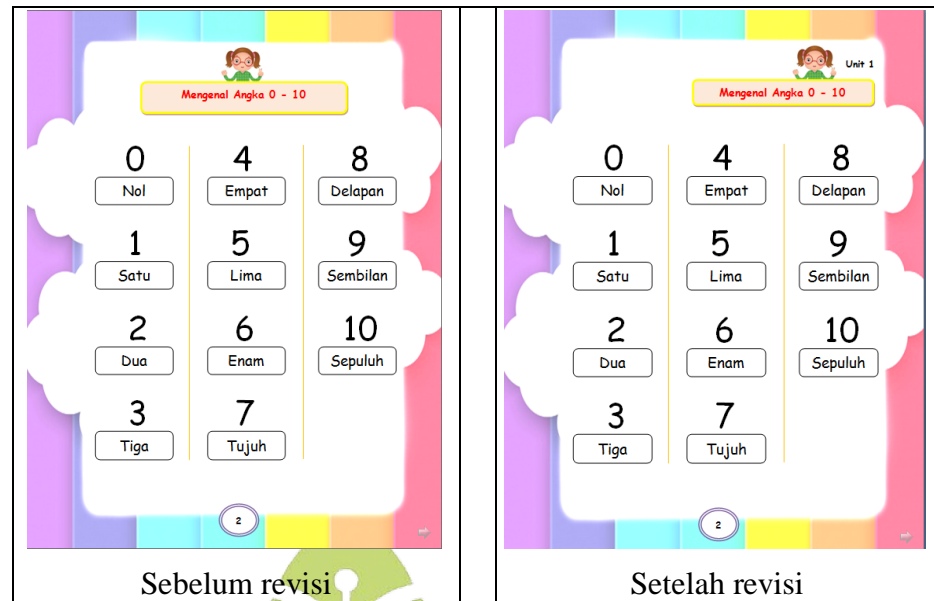 Mengenal Angka 0 - 10
0 4 8
Nol Empat Delapan
1 5 9
Satu Lima Sembilan
2 6 10
Dua Enam Sepuluh
3 7
Tiga Tujuh
2
Sebelum revisi
Unit 1
Mengenal Angka 0 - 10
0 4 8
Nol Empat Delapan
1 5 9
Satu Lima Sembilan
2 6 10
Dua Enam Sepuluh
3 7
Tiga Tujuh
2
Setelah revisi